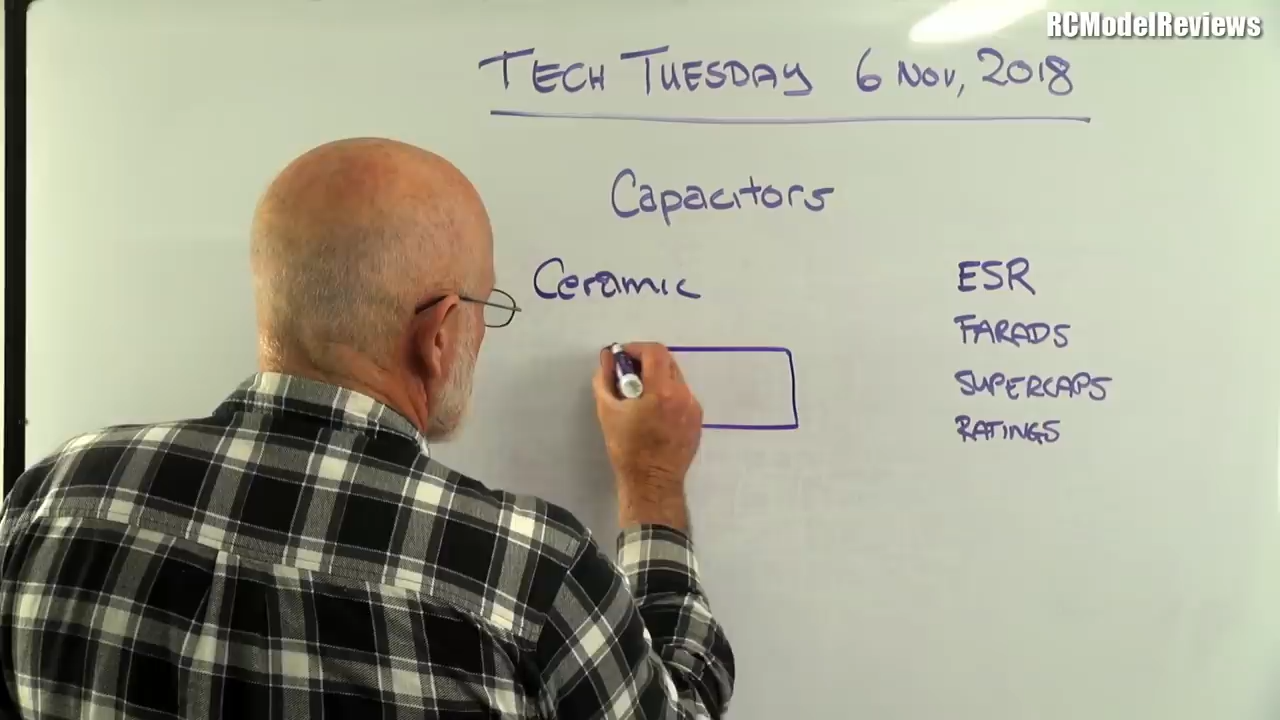 RCModelReviews
TECH TUESDAY 6 NOV, 2018
Capacitors
Ceramic
ESR
FARADS
SUPERCAPS
RATINGS